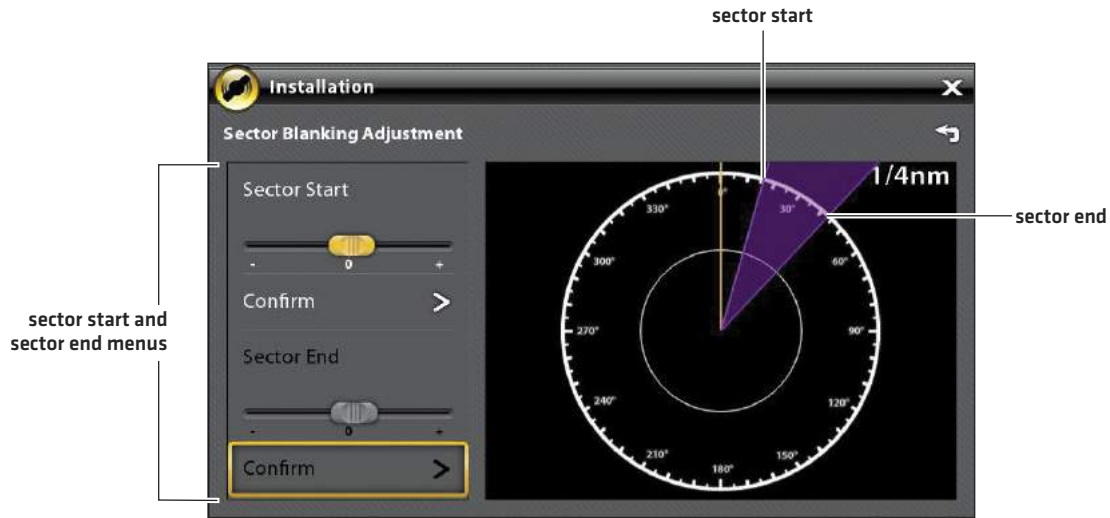 sector start
Installation
X
Sector Blanking Adjustment
Sector Start
- 0 +
Confirm >
Sector End
- 0 +
Confirm >
1/4nm
0°
30°
60°
90°
120°
150°
180°
210°
240°
270°
300°
330°
sector end
sector start and
sector end menus